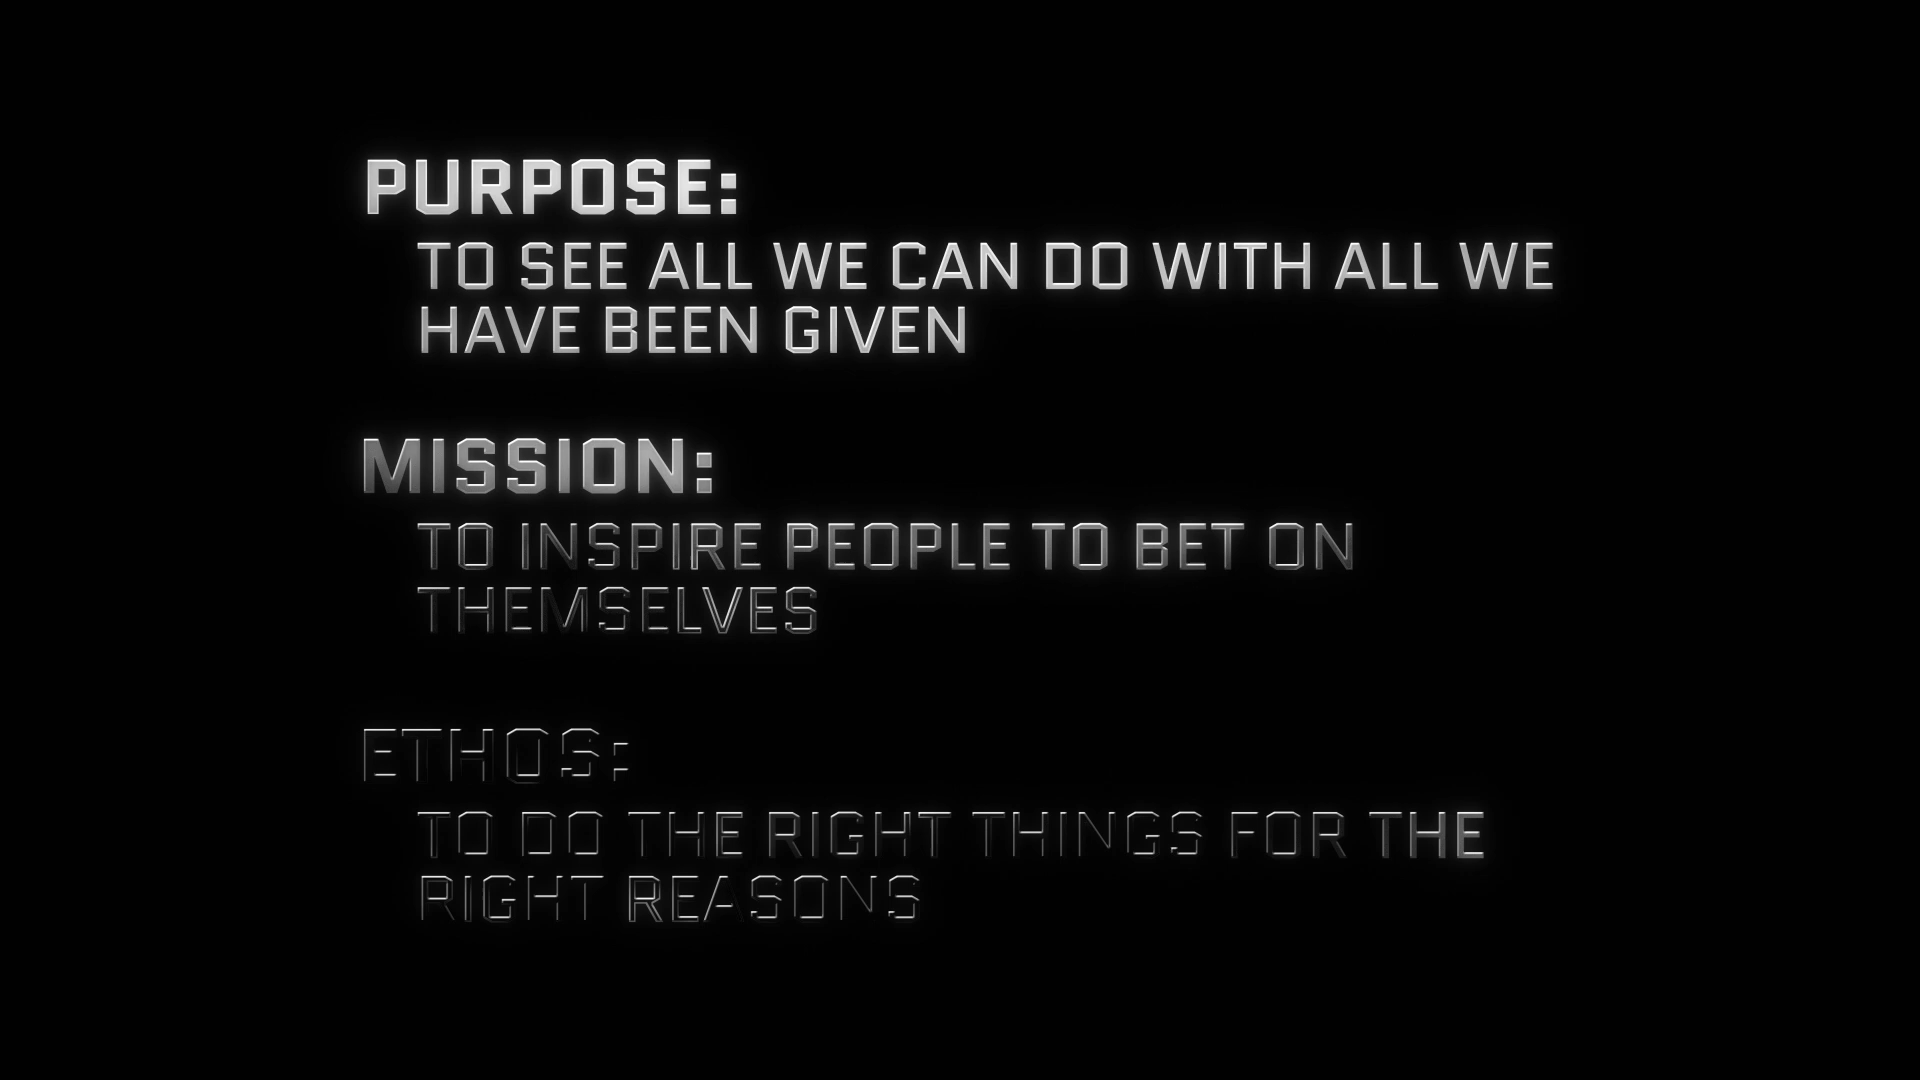 PURPOSE:
TO SEE ALL WE CAN DO WITH ALL WE
HAVE BEEN GIVEN
MISSION:
TO INSPIRE PEOPLE TO BET ON
THEMSELVES
ETHOS:
TO DO THE RIGHT THINGS FOR THE
RIGHT REASONS